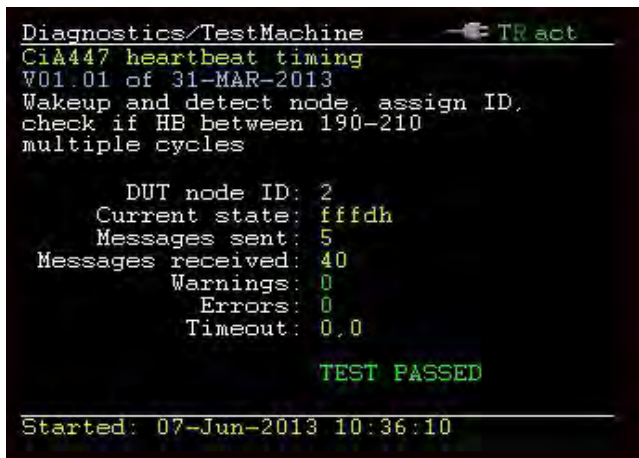 Diagnostics/TestMachine TR act
CiA447 heartbeat timing
V01.01 of 31-MAR-2013
Wakeup and detect node, assign ID,
check if HB between 190-210
multiple cycles
DUT node ID: 2
Current state: fffdh
Messages sent: 5
Messages received: 40
Warnings: 0
Errors: 0
Timeout: 0,0
TEST PASSED
Started: 07-Jun-2013 10:36:10